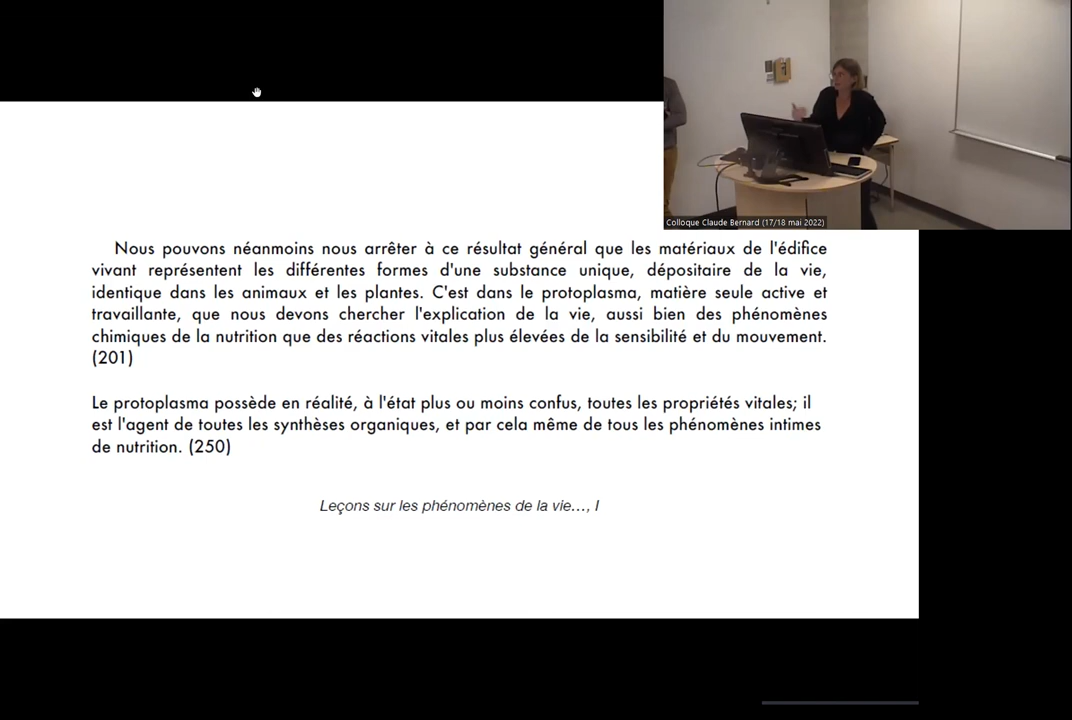 Colloque Claude Bernard (17/18 mai 2022)
Nous pouvons néanmoins nous arrêter à ce résultat général que les matériaux de l'édifice
vivant représentent les différentes formes d'une substance unique, dépositaire de la vie,
identique dans les animaux et les plantes. C'est dans le protoplasma, matière seule active et
travaillante, que nous devons chercher l'explication de la vie, aussi bien des phénomènes
chimiques de la nutrition que des réactions vitales plus élevées de la sensibilité et du mouvement.
(201)
Le protoplasma possède en réalité, à l'état plus ou moins confus, toutes les propriétés vitales; il
est l'agent de toutes les synthèses organiques, et par cela même de tous les phénomènes intimes
de nutrition. (250)
Leçons sur les phénomènes de la vie..., I